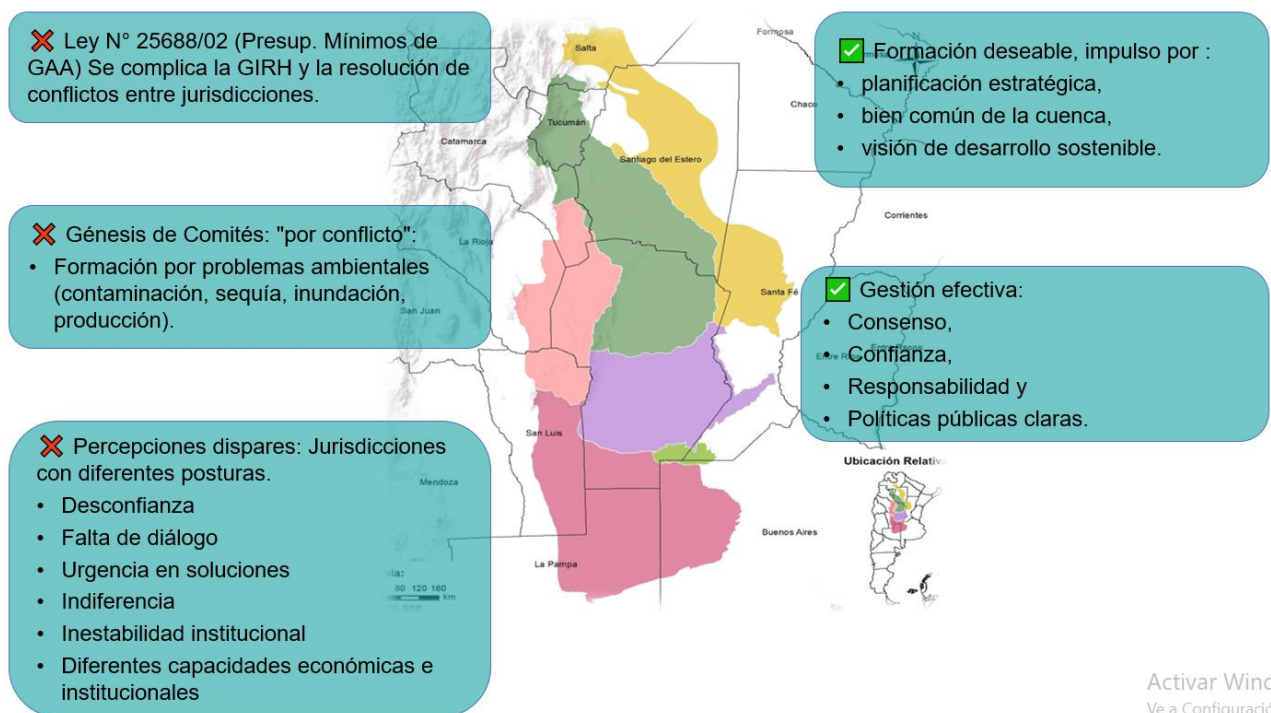 ❌ Ley N° 25688/02 (Presup. Mínimos de
GAA) Se complica la GIRH y la resolución de
conflictos entre jurisdicciones.
❌ Génesis de Comités: "por conflicto":
• Formación por problemas ambientales
(contaminación, sequía, inundación,
producción).
❌ Percepciones dispares: Jurisdicciones
con diferentes posturas.
• Desconfianza
• Falta de diálogo
• Urgencia en soluciones
• Indiferencia
• Inestabilidad institucional
• Diferentes capacidades económicas e
institucionales
✅ Formación deseable, impulso por :
• planificación estratégica,
• bien común de la cuenca,
• visión de desarrollo sostenible.
✅ Gestión efectiva:
• Consenso,
• Confianza,
• Responsabilidad y
• Políticas públicas claras.
Salta
Formosa
Chaco
Tucumán
Catamarca
Santiago del Estero
Corrientes
La Rioja
Santa Fé
San Juan
Entre Ríos
San Luis
Mendoza
Buenos Aires
La Pampa
80 120 160
km
Ubicación Relativa
Activar Wind
Ve a Configuració